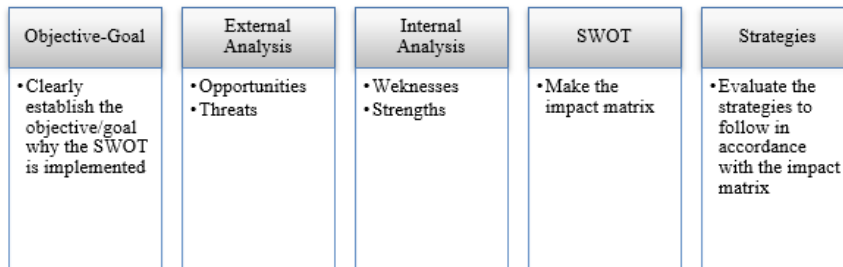 Objective-Goal
• Clearly
establish the
objective/goal
why the SWOT
is implemented
External
Analysis
• Opportunities
• Threats
Internal
Analysis
• Weknesses
• Strengths
SWOT
• Make the
impact matrix
Strategies
• Evaluate the
strategies to
follow in
accordance
with the impact
matrix